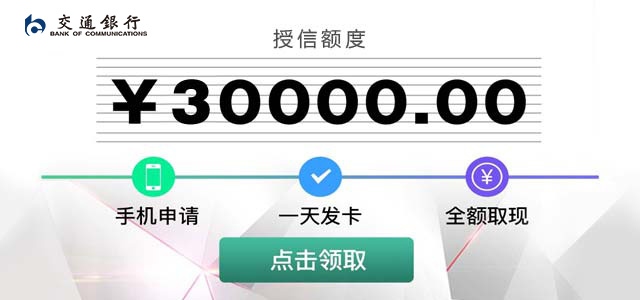 交通銀行
BANK OF COMMUNICATIONS
授信额度
￥30000.00
手机申请
一天发卡
全额取现
点击领取